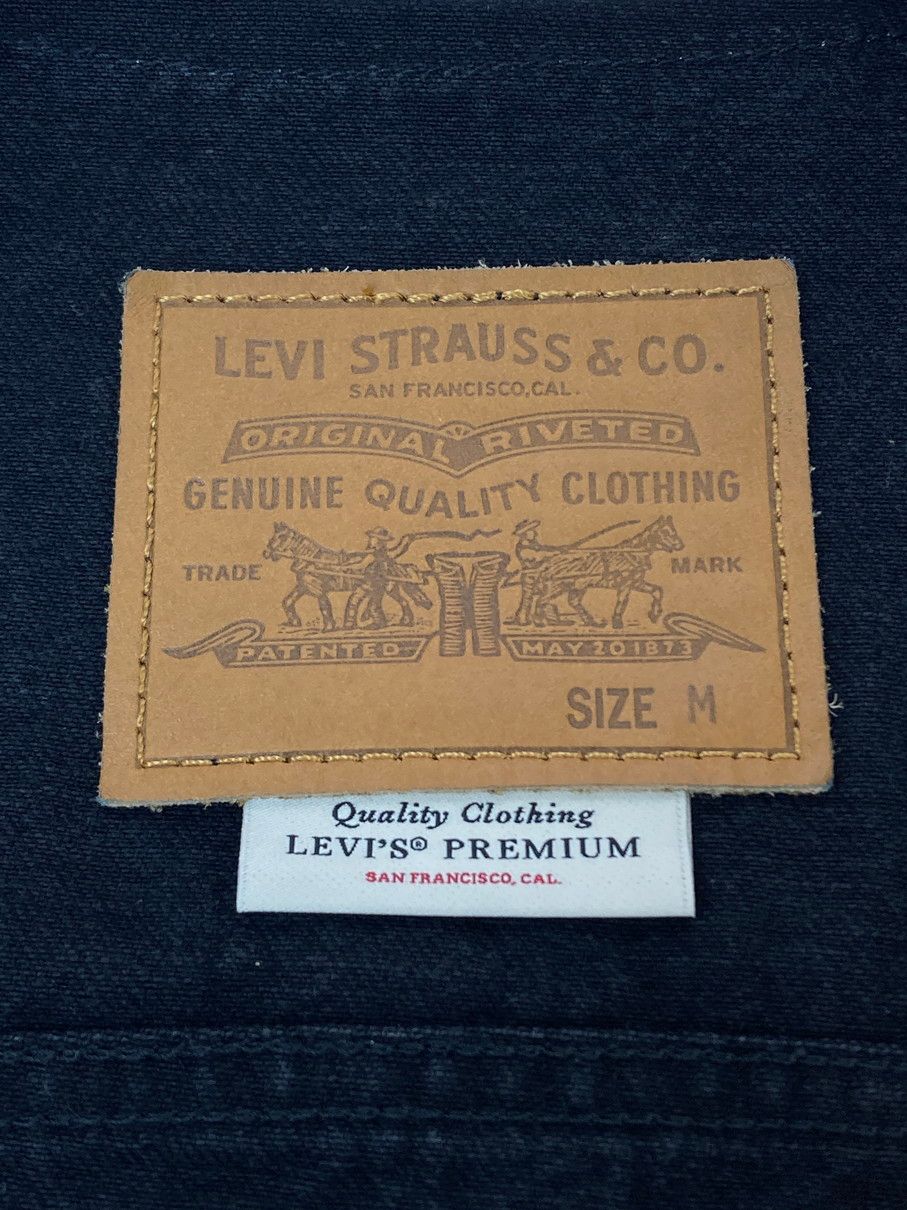 LEVI STRAUSS & CO.
SAN FRANCISCO, CAL.
ORIGINAL RIVETED
GENUINE QUALITY CLOTHING
TRADE MARK
PATENTED MAY 20 1873
SIZE M
Quality Clothing
LEVI'S® PREMIUM
SAN FRANCISCO, CAL.